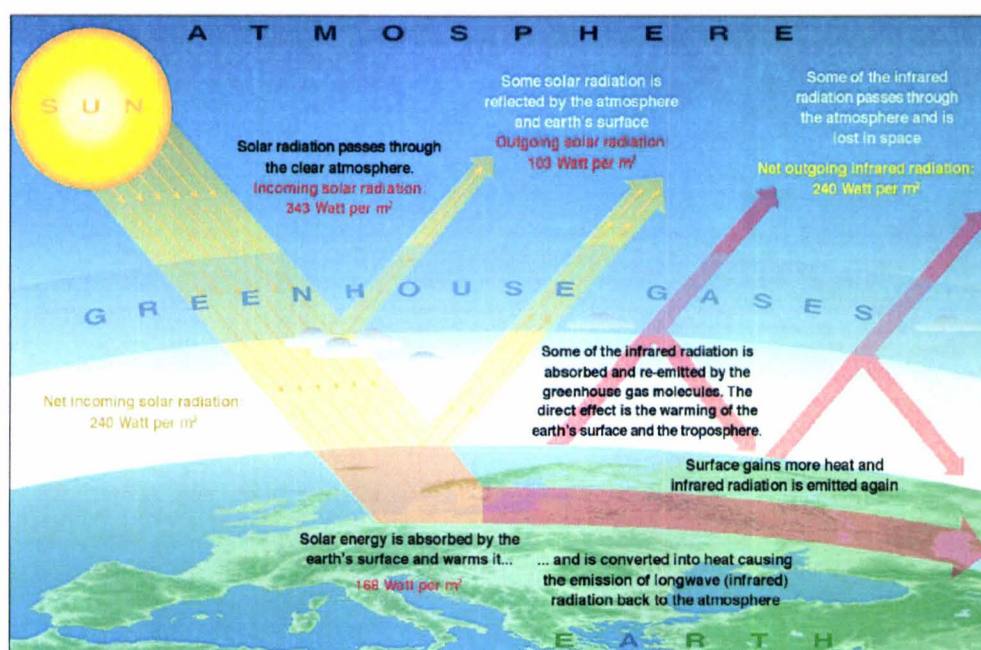 ATMOSPHERE
SUN
Solar radiation passes through
the clear atmosphere.
Incoming solar radiation:
343 Watt per m²
Some solar radiation is
reflected by the atmosphere
and earth's surface
Outgoing solar radiation:
103 Watt per m²
Some of the infrared
radiation passes through
the atmosphere and is
lost in space
Net outgoing infrared radiation:
240 Watt per m²
GREENHOUSE GASES
Net incoming solar radiation:
240 Watt per m²
Some of the infrared radiation is
absorbed and re-emitted by the
greenhouse gas molecules. The
direct effect is the warming of the
earth's surface and the troposphere.
Surface gains more heat and
infrared radiation is emitted again
Solar energy is absorbed by the
earth's surface and warms it...
168 Watt per m²
... and is converted into heat causing
the emission of longwave (infrared)
radiation back to the atmosphere
EARTH